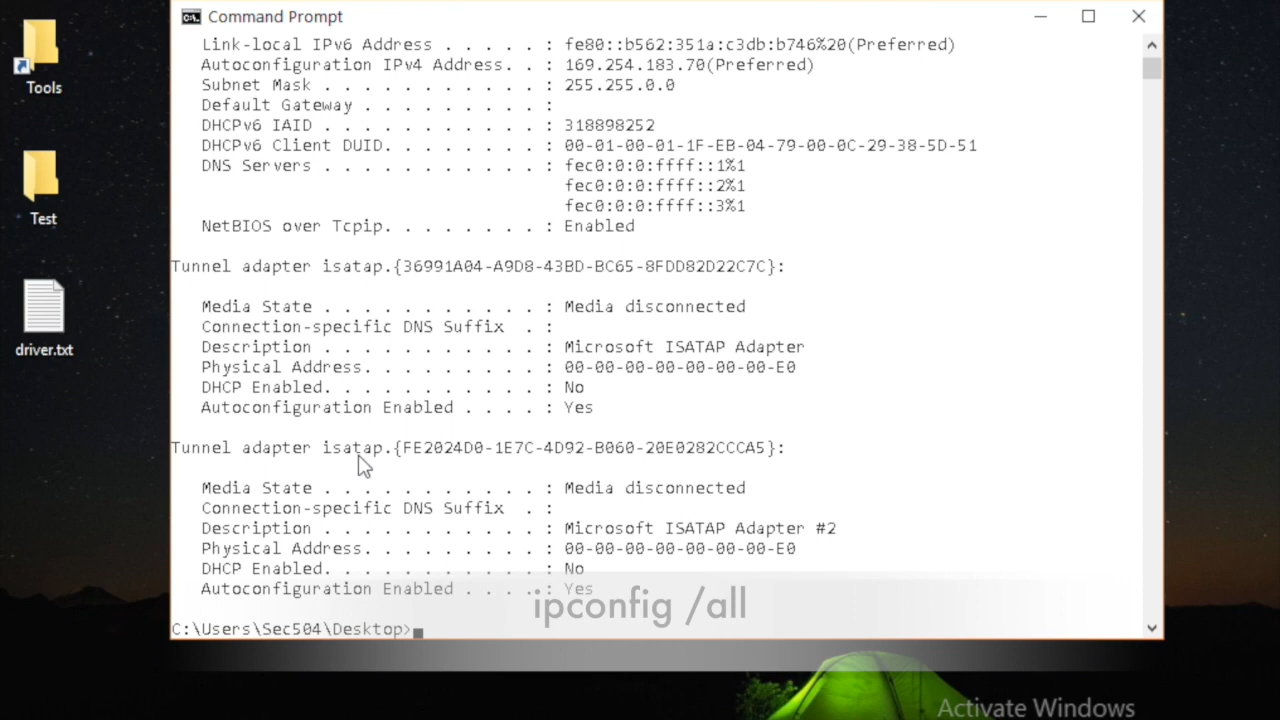 Command Prompt
Tools
Test
driver.txt
Link-local IPv6 Address . . . . . : fe80::b562:351a:c3db:b746%20(Preferred)
Autoconfiguration IPv4 Address. . : 169.254.183.70(Preferred)
Subnet Mask . . . . . . . . . . . : 255.255.0.0
Default Gateway . . . . . . . . . :
DHCPv6 IAID . . . . . . . . . . . : 318898252
DHCPv6 Client DUID. . . . . . . . : 00-01-00-01-1F-EB-04-79-00-0C-29-38-5D-51
DNS Servers . . . . . . . . . . . : fec0:0:0:ffff::1%1
fec0:0:0:ffff::2%1
fec0:0:0:ffff::3%1
NetBIOS over Tcpip. . . . . . . . : Enabled
Tunnel adapter isatap.{36991A04-A9D8-43BD-BC65-8FDD82D22C7C}:
Media State . . . . . . . . . . . : Media disconnected
Connection-specific DNS Suffix  . :
Description . . . . . . . . . . . : Microsoft ISATAP Adapter
Physical Address. . . . . . . . . : 00-00-00-00-00-00-00-E0
DHCP Enabled. . . . . . . . . . . : No
Autoconfiguration Enabled . . . . : Yes
Tunnel adapter isatap.{FE2024D0-1E7C-4D92-B060-20E0282CCCA5}:
Media State . . . . . . . . . . . : Media disconnected
Connection-specific DNS Suffix  . :
Description . . . . . . . . . . . : Microsoft ISATAP Adapter #2
Physical Address. . . . . . . . . : 00-00-00-00-00-00-00-E0
DHCP Enabled. . . . . . . . . . . : No
Autoconfiguration Enabled . . . . : Yes
ipconfig /all
C:\Users\Sec504\Desktop>
Activate Windows